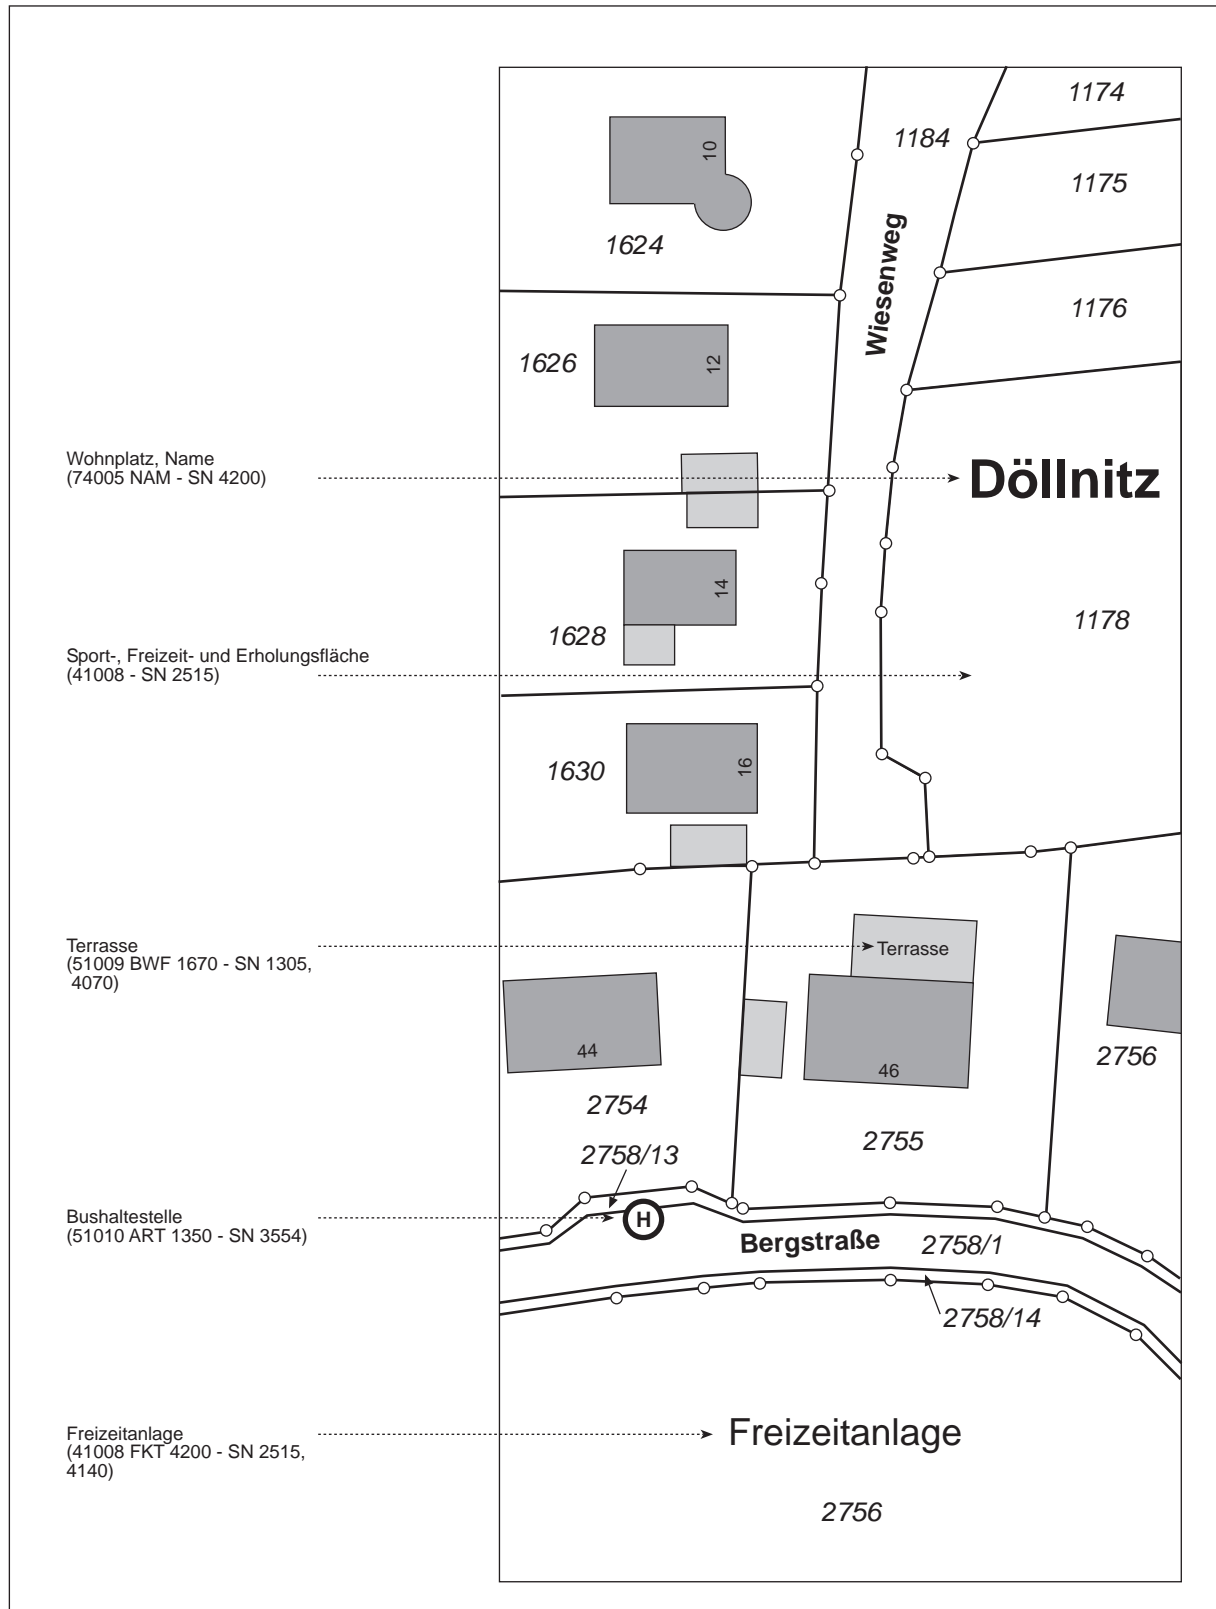 1174
1184
10
1175
1624
Wiesenweg
1176
1626
12
Wohnplatz, Name
(74005 NAM - SN 4200)
Döllnitz
14
1628
1178
Sport-, Freizeit- und Erholungsfläche
(41008 - SN 2515)
1630
16
Terrasse
(51009 BWF 1670 - SN 1305,
4070)
Terrasse
44
46
2756
2754
2755
2758/13
Bushaltestelle
(51010 ART 1350 - SN 3554)
H
Bergstraße
2758/1
2758/14
Freizeitanlage
(41008 FKT 4200 - SN 2515,
4140)
Freizeitanlage
2756